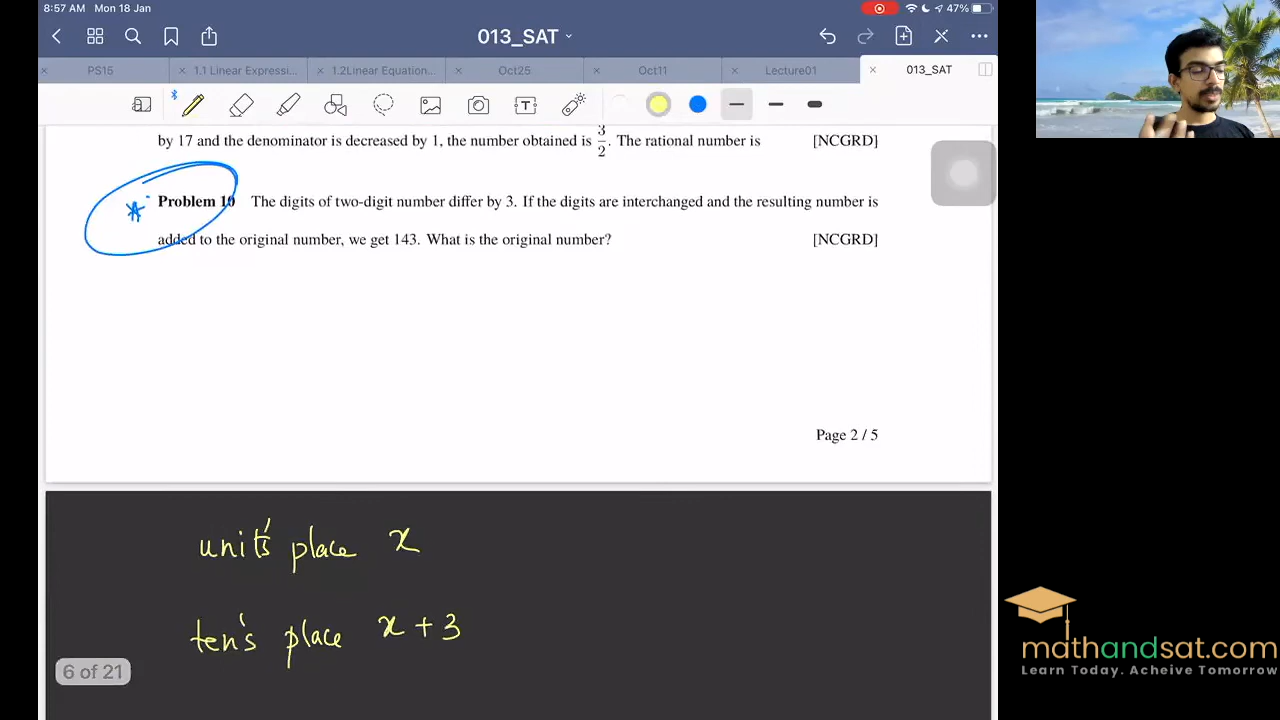 8:57 AM Mon 18 Jan
47%
013_SAT
PS15
1.1 Linear Expressi...
1.2Linear Equation...
Oct25
Oct11
Lecture01
013_SAT
by 17 and the denominator is decreased by 1, the number obtained is 3/2. The rational number is [NCGRD]
Problem 10 The digits of two-digit number differ by 3. If the digits are interchanged and the resulting number is
added to the original number, we get 143. What is the original number? [NCGRD]
Page 2 / 5
unit's place x
ten's place x + 3
6 of 21
mathandsat.com
Learn Today. Acheive Tomorrow